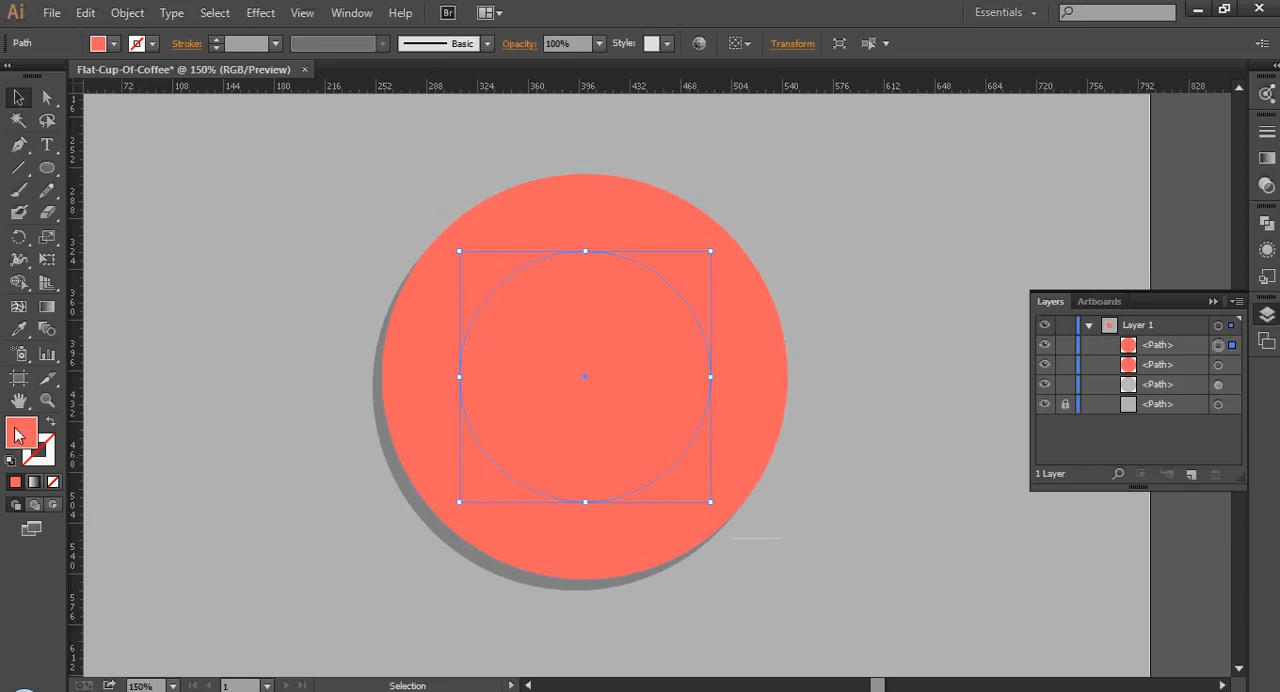 Ai File Edit Object Type Select Effect View Window Help Br Essentials
Path Stroke: Basic Opacity: 100% Style: Transform
Flat-Cup-Of-Coffee* @ 150% (RGB/Preview) ×
72 108 144 180 216 252 288 324 360 396 432 468 504 540 576 612 648 684 720 756 792 828
T
Layers Artboards
Layer 1
<Path>
<Path>
<Path>
<Path>
1 Layer
150% 1 Selection